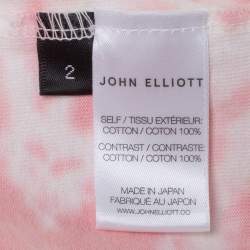 2
JOHN ELLIOTT
SELF / TISSU EXTÉRIEUR:
COTTON / COTON 100%
CONTRAST / CONTRASTE:
COTTON / COTON 100%
MADE IN JAPAN
FABRIQUÉ AU JAPON
WWW.JOHNELLIOTT.CO